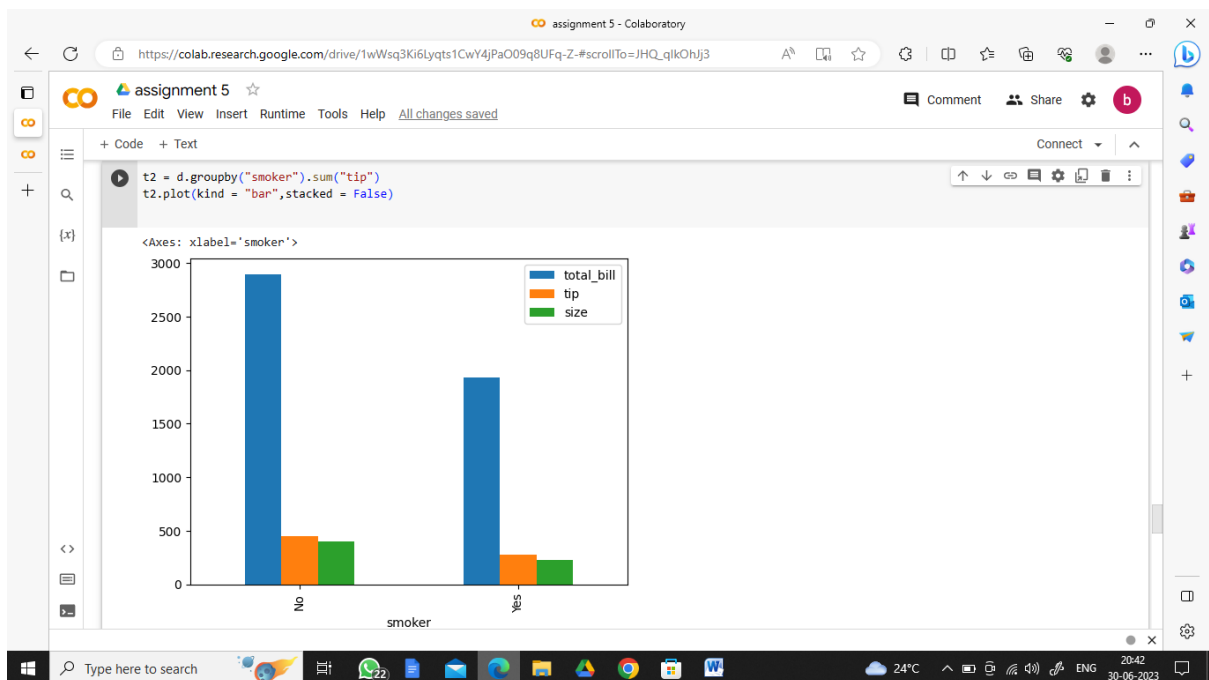 assignment 5 - Colaboratory
https://colab.research.google.com/drive/1wWsq3Ki6Lyqts1CwY4jPaO09q8UFq-Z-#scrollTo=JHQ_qIkOhJj3
assignment 5
Comment Share b
File Edit View Insert Runtime Tools Help All changes saved
+ Code + Text Connect
t2 = d.groupby("smoker").sum("tip")
t2.plot(kind = "bar",stacked = False)
{x}
<Axes: xlabel='smoker'>
3000
total_bill
tip
size
2500
2000
1500
1000
500
0
No Yes
smoker
Type here to search
22
24°C
ENG
20:42
30-06-2023